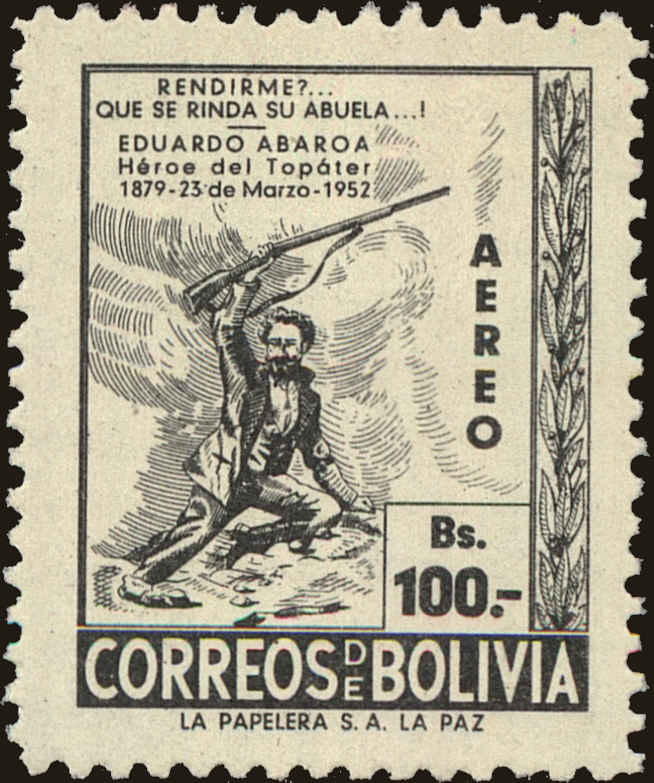 RENDIRME?...
QUE SE RINDA SU ABUELA...!
EDUARDO ABAROA
Héroe del Topáter
1879-23 de Marzo-1952
AEREO
Bs.
100.-
CORREOS DE BOLIVIA
LA PAPELERA S. A. LA PAZ